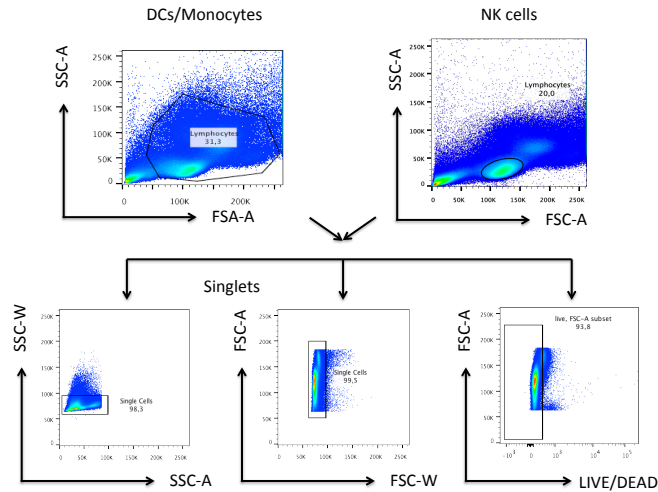 DCs/Monocytes
NK cells
SSC-A
250K
200K
150K
100K
50K
0
Lymphocytes
31,3
0
100K
200K
FSA-A
SSC-A
250K
200K
150K
100K
50K
0
Lymphocytes
20,0
0
50K
100K
150K
200K
250K
FSC-A
Singlets
SSC-W
250K
200K
150K
100K
50K
0
Single Cells
98,3
0
50K
100K
150K
200K
250K
SSC-A
FSC-A
250K
200K
150K
100K
50K
0
Single Cells
99,5
0
50K
100K
150K
200K
250K
FSC-W
FSC-A
250K
200K
150K
100K
50K
0
live, FSC-A subset
93,8
-10¹
10³
10⁴
10⁵
LIVE/DEAD